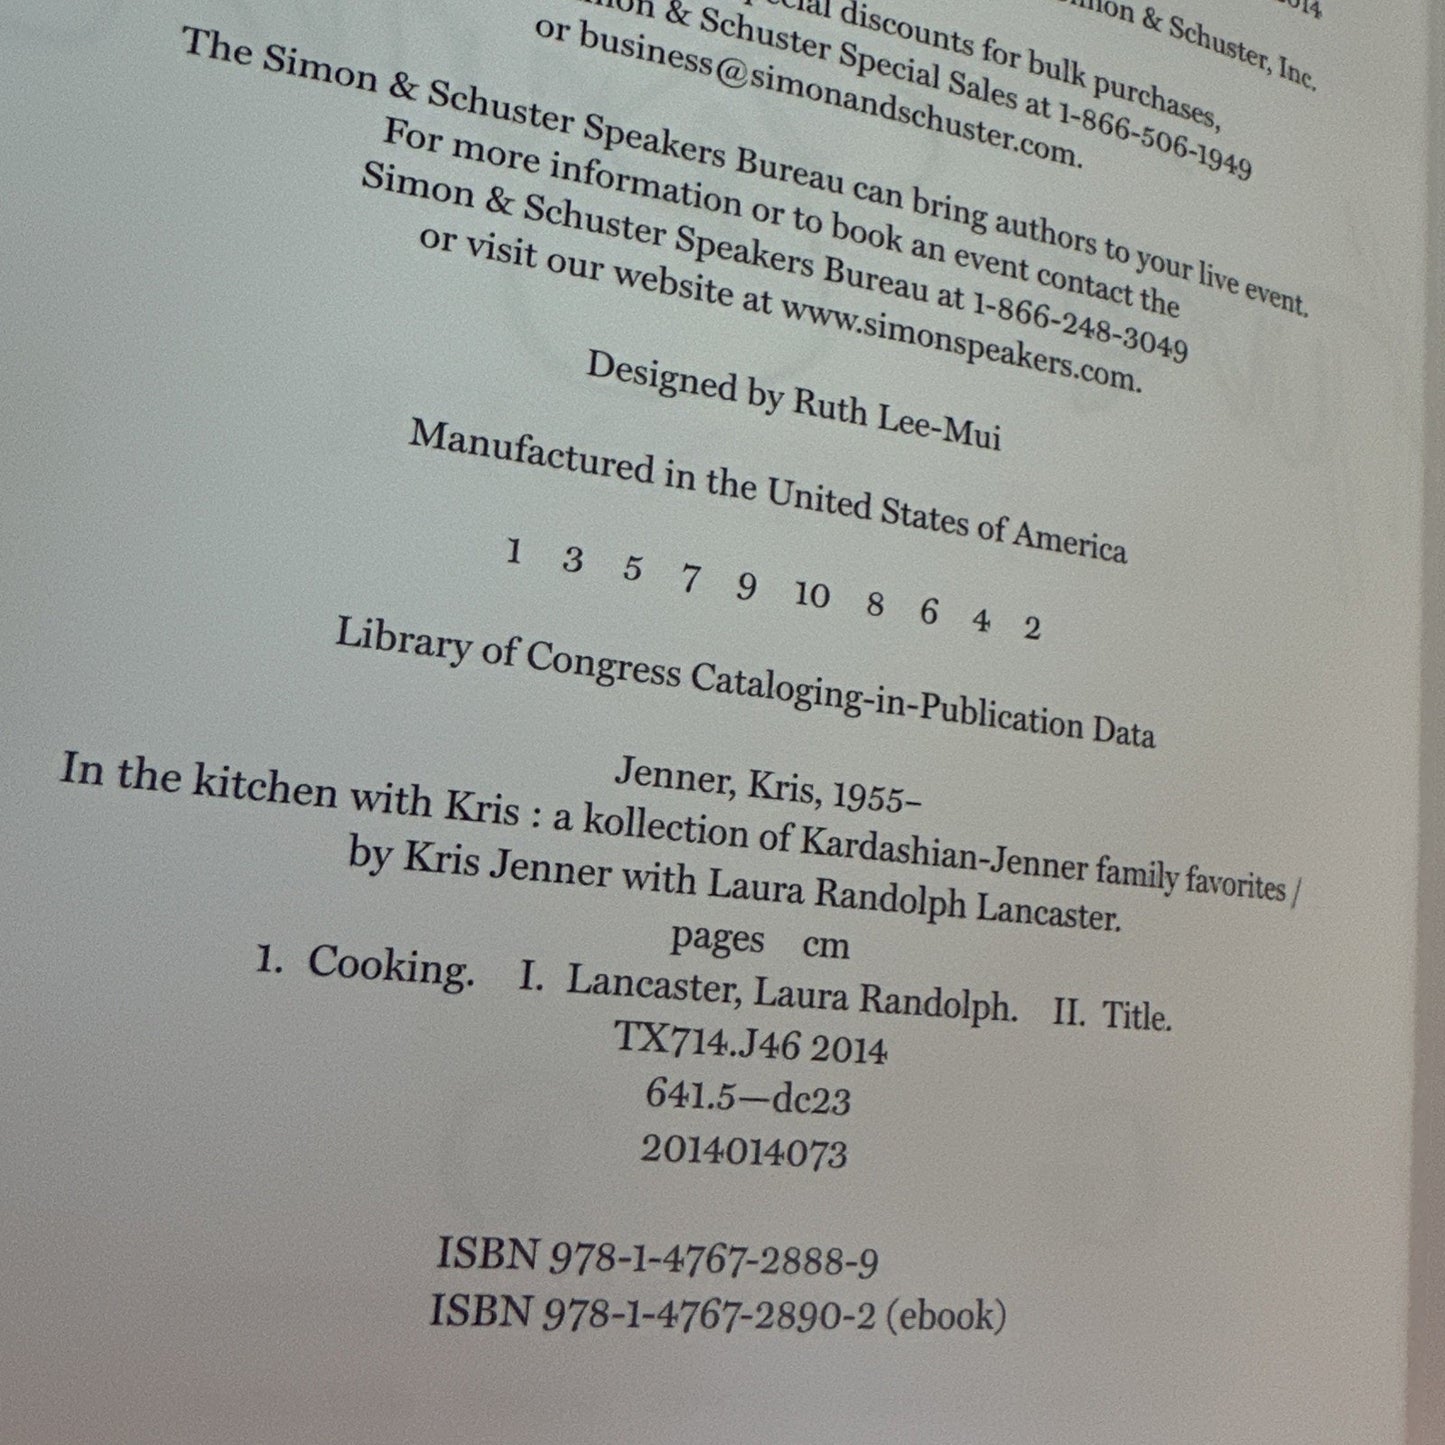 2014
Simon & Schuster, Inc.
discounts for bulk purchases,
& Schuster Special Sales at 1-866-506-1949
or business@simonandschuster.com.
The Simon & Schuster Speakers Bureau can bring authors to your live event.
For more information or to book an event contact the
Simon & Schuster Speakers Bureau at 1-866-248-3049
or visit our website at www.simonspeakers.com.
Designed by Ruth Lee-Mui
Manufactured in the United States of America
1 3 5 7 9 10 8 6 4 2
Library of Congress Cataloging-in-Publication Data
Jenner, Kris, 1955–
In the kitchen with Kris : a kollection of Kardashian-Jenner family favorites /
by Kris Jenner with Laura Randolph Lancaster.
pages cm
1. Cooking. I. Lancaster, Laura Randolph. II. Title.
TX714.J46 2014
641.5—dc23
2014014073
ISBN 978-1-4767-2888-9
ISBN 978-1-4767-2890-2 (ebook)